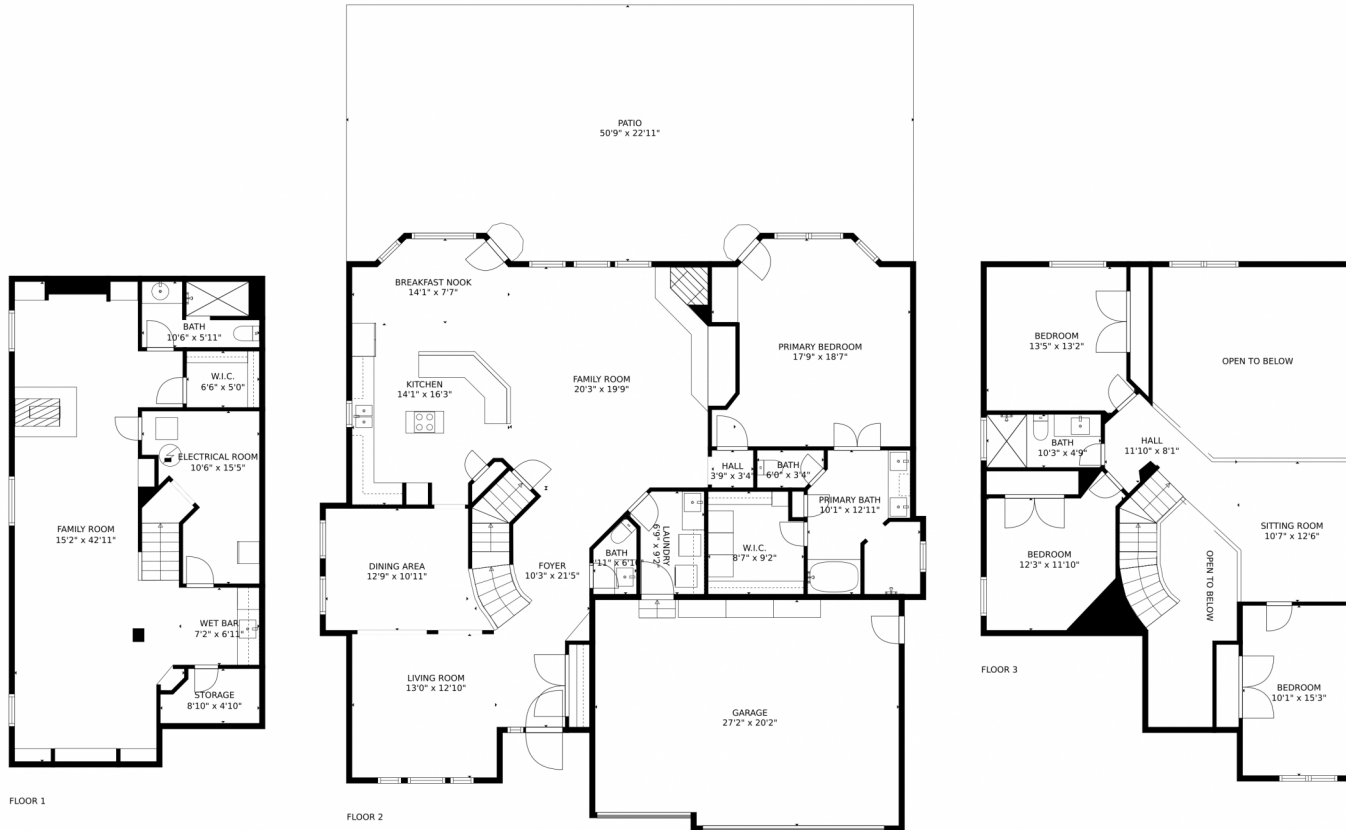 BATH
10'6" x 5'11"
W.I.C.
6'6" x 5'0"
ELECTRICAL ROOM
10'6" x 15'5"
FAMILY ROOM
15'2" x 42'11"
WET BAR
7'2" x 6'11"
STORAGE
8'10" x 4'10"
FLOOR 1
PATIO
50'9" x 22'11"
BREAKFAST NOOK
14'1" x 7'7"
PRIMARY BEDROOM
17'9" x 18'7"
FAMILY ROOM
20'3" x 19'9"
KITCHEN
14'1" x 16'3"
HALL
3'9" x 3'4"
BATH
6'0" x 3'4"
PRIMARY BATH
10'1" x 12'11"
LAUNDRY
6'9" x 9'2"
W.I.C.
8'7" x 9'2"
BATH
DINING AREA
12'9" x 10'11"
FOYER
10'3" x 21'5"
LIVING ROOM
13'0" x 12'10"
GARAGE
27'2" x 20'2"
FLOOR 2
BEDROOM
13'5" x 13'2"
OPEN TO BELOW
BATH
10'3" x 4'9"
HALL
11'10" x 8'1"
SITTING ROOM
10'7" x 12'6"
BEDROOM
12'3" x 11'10"
OPEN TO BELOW
BEDROOM
10'1" x 15'3"
FLOOR 3